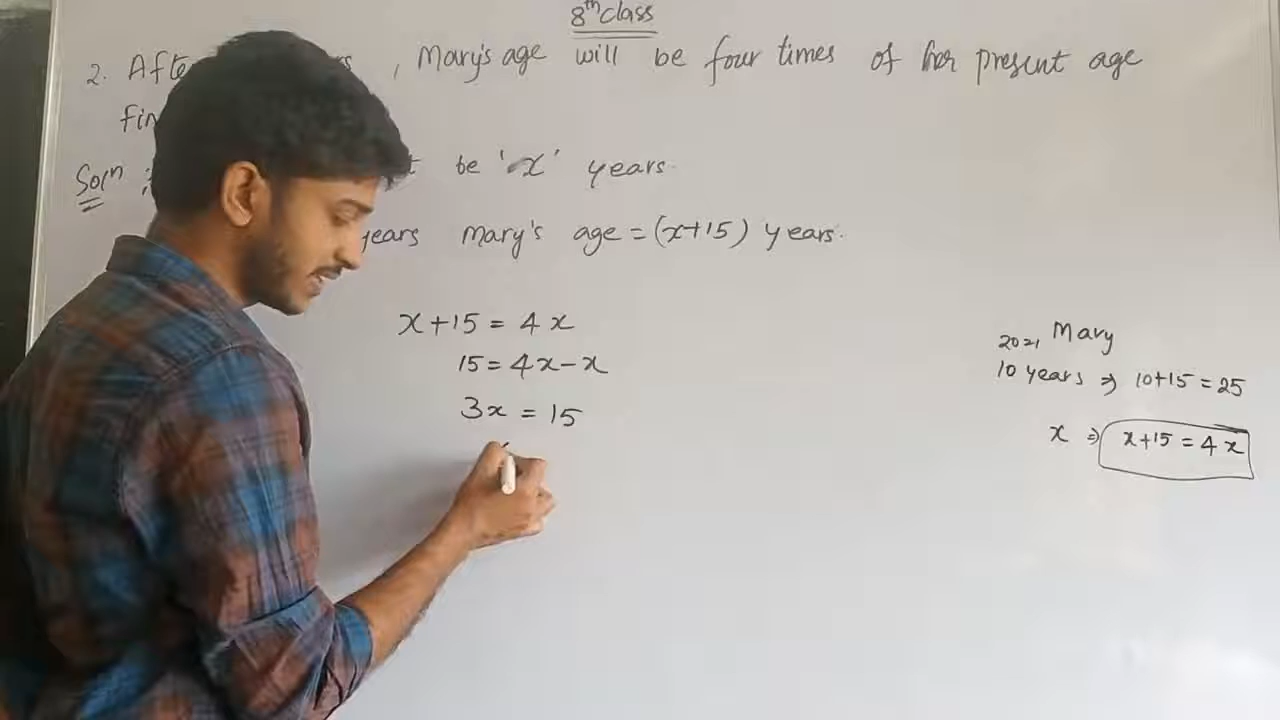 8th class
2. Afte , Mary's age will be four times of her present age
Fin
Soln : be 'x' years.
years Mary's age = (x+15) years.
x+15 = 4x
15 = 4x-x
3x = 15
2021 Mary
10 years ⇒ 10+15 = 25
x ⇒ x+15 = 4x